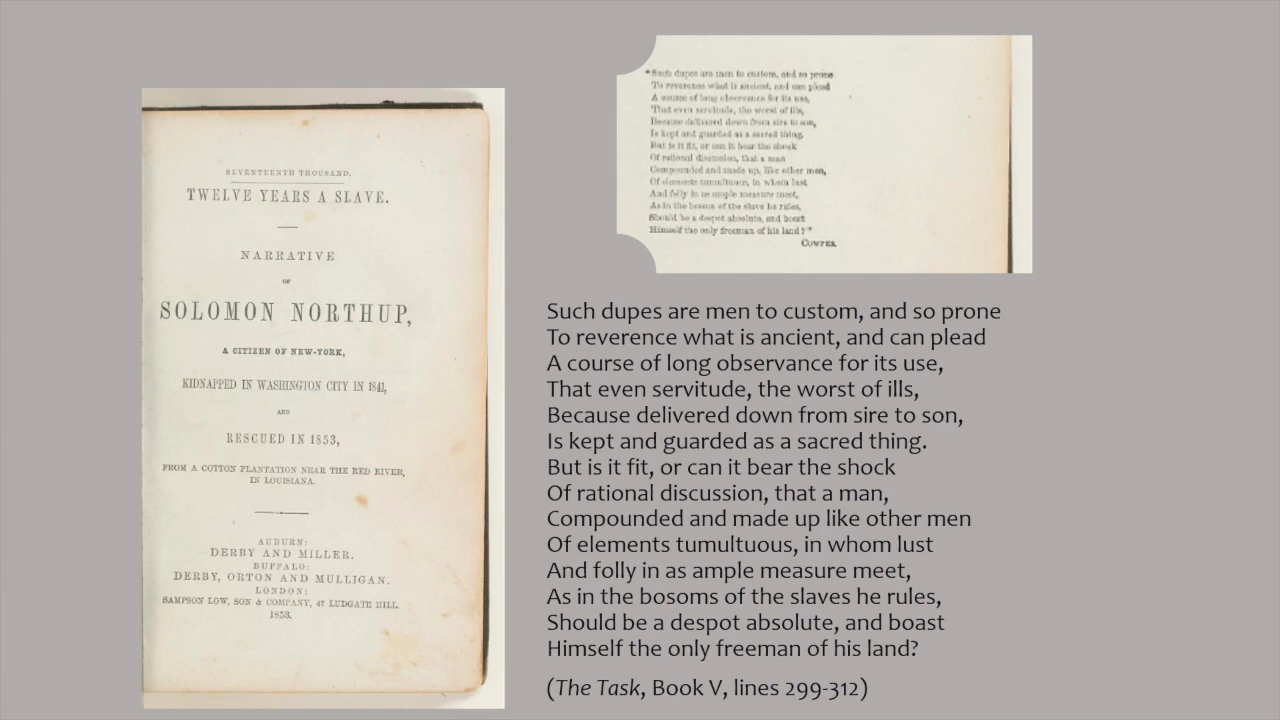 SEVENTEENTH THOUSAND.
TWELVE YEARS A SLAVE.
NARRATIVE
OF
SOLOMON NORTHUP,
A CITIZEN OF NEW-YORK,
KIDNAPPED IN WASHINGTON CITY IN 1841,
AND
RESCUED IN 1853,
FROM A COTTON PLANTATION NEAR THE RED RIVER,
IN LOUISIANA.
AUBURN:
DERBY AND MILLER.
BUFFALO:
DERBY, ORTON AND MULLIGAN.
LONDON:
SAMPSON LOW, SON & COMPANY, 47 LUDGATE HILL.
1853.
"Such dupes are men to custom, and so prone
To reverence what is ancient, and can plead
A course of long observance for its use,
That even servitude, the worst of ills,
Because delivered down from sire to son,
Is kept and guarded as a sacred thing.
But is it fit, or can it bear the shock
Of rational discussion, that a man
Compounded and made up, like other men,
Of elements tumultuous, in whom lust
And folly in as ample measure meet,
As in the bosom of the slave he rules,
Should be a despot absolute, and boast
Himself the only freeman of his land?"
COWPER.
Such dupes are men to custom, and so prone
To reverence what is ancient, and can plead
A course of long observance for its use,
That even servitude, the worst of ills,
Because delivered down from sire to son,
Is kept and guarded as a sacred thing.
But is it fit, or can it bear the shock
Of rational discussion, that a man,
Compounded and made up like other men
Of elements tumultuous, in whom lust
And folly in as ample measure meet,
As in the bosoms of the slaves he rules,
Should be a despot absolute, and boast
Himself the only freeman of his land?
(The Task, Book V, lines 299-312)